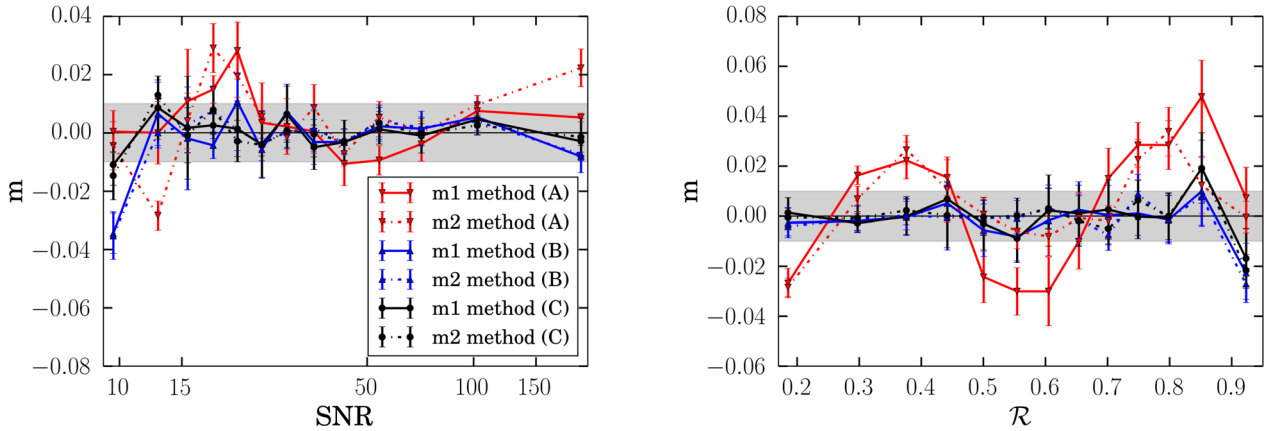 0.04
0.02
0.00
−0.02
−0.04
−0.06
−0.08
m
10
15
50
100
150
SNR
m1 method (A)
m2 method (A)
m1 method (B)
m2 method (B)
m1 method (C)
m2 method (C)
0.08
0.06
0.04
0.02
0.00
−0.02
−0.04
−0.06
m
0.2
0.3
0.4
0.5
0.6
0.7
0.8
0.9
ℛ